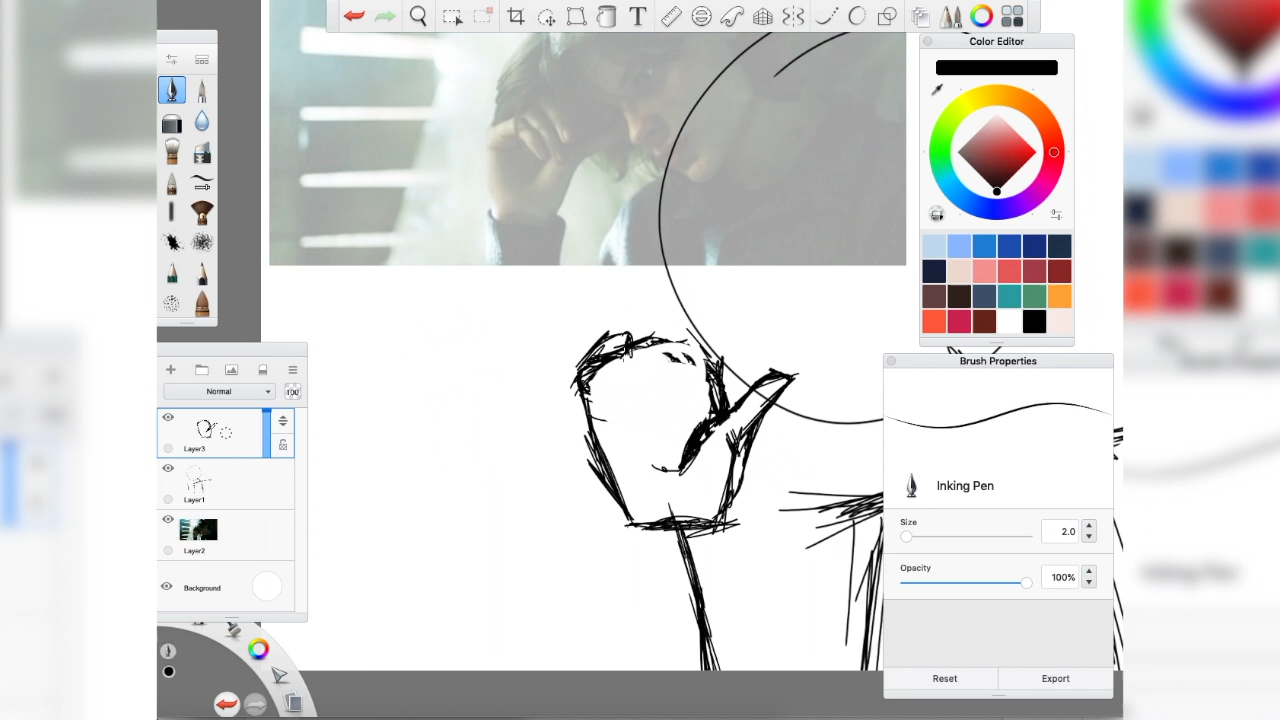 Color Editor
Normal
100
Layer3
Layer1
Layer2
Background
Brush Properties
Inking Pen
Size
2.0
Opacity
100%
Reset
Export